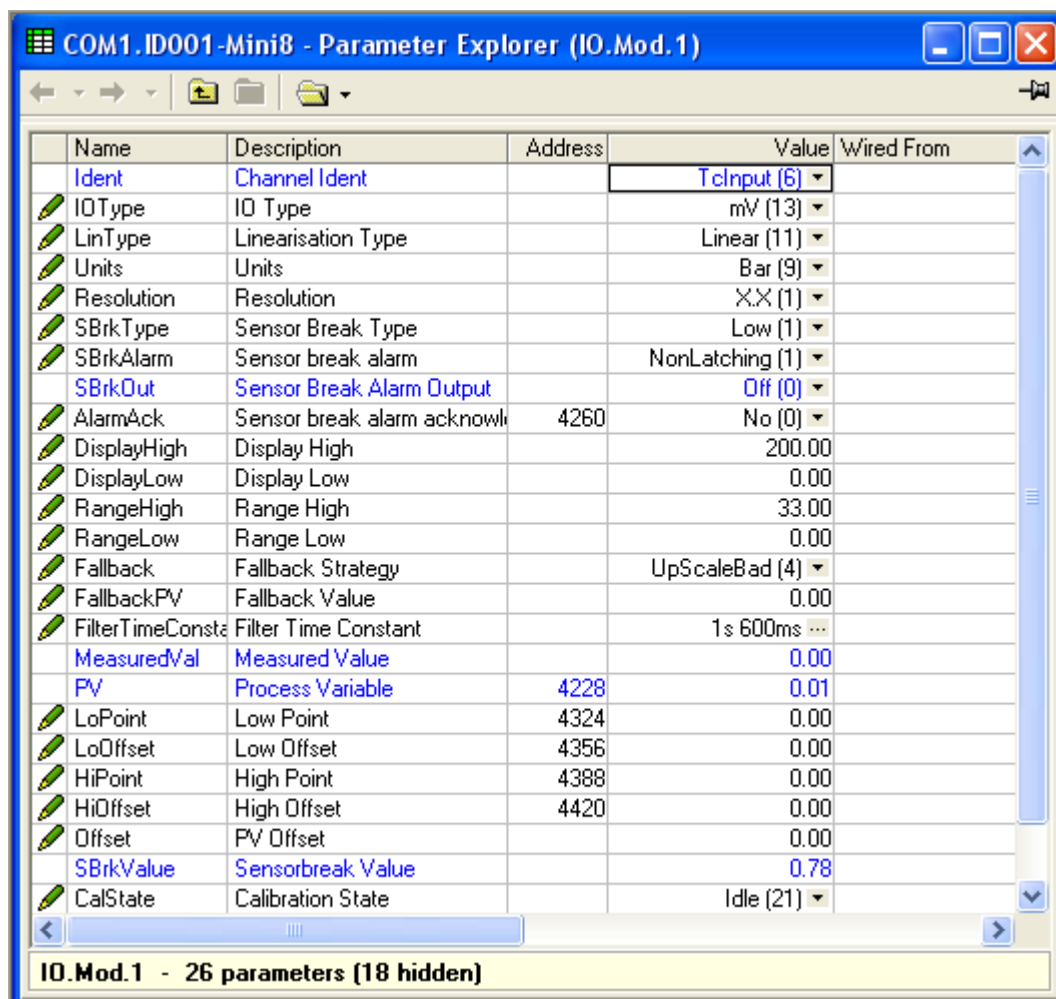 COM1.ID001-Mini8 - Parameter Explorer (IO.Mod.1)
Name Description Address Value Wired From
Ident Channel Ident TcInput (6)
IOType IO Type mV (13)
LinType Linearisation Type Linear (11)
Units Units Bar (9)
Resolution Resolution X.X (1)
SBrkType Sensor Break Type Low (1)
SBrkAlarm Sensor break alarm NonLatching (1)
SBrkOut Sensor Break Alarm Output Off (0)
AlarmAck Sensor break alarm acknowl 4260 No (0)
DisplayHigh Display High 200.00
DisplayLow Display Low 0.00
RangeHigh Range High 33.00
RangeLow Range Low 0.00
Fallback Fallback Strategy UpScaleBad (4)
FallbackPV Fallback Value 0.00
FilterTimeConsta Filter Time Constant 1s 600ms ...
MeasuredVal Measured Value 0.00
PV Process Variable 4228 0.01
LoPoint Low Point 4324 0.00
LoOffset Low Offset 4356 0.00
HiPoint High Point 4388 0.00
HiOffset High Offset 4420 0.00
Offset PV Offset 0.00
SBrkValue Sensorbreak Value 0.78
CalState Calibration State Idle (21)
IO.Mod.1 - 26 parameters (18 hidden)